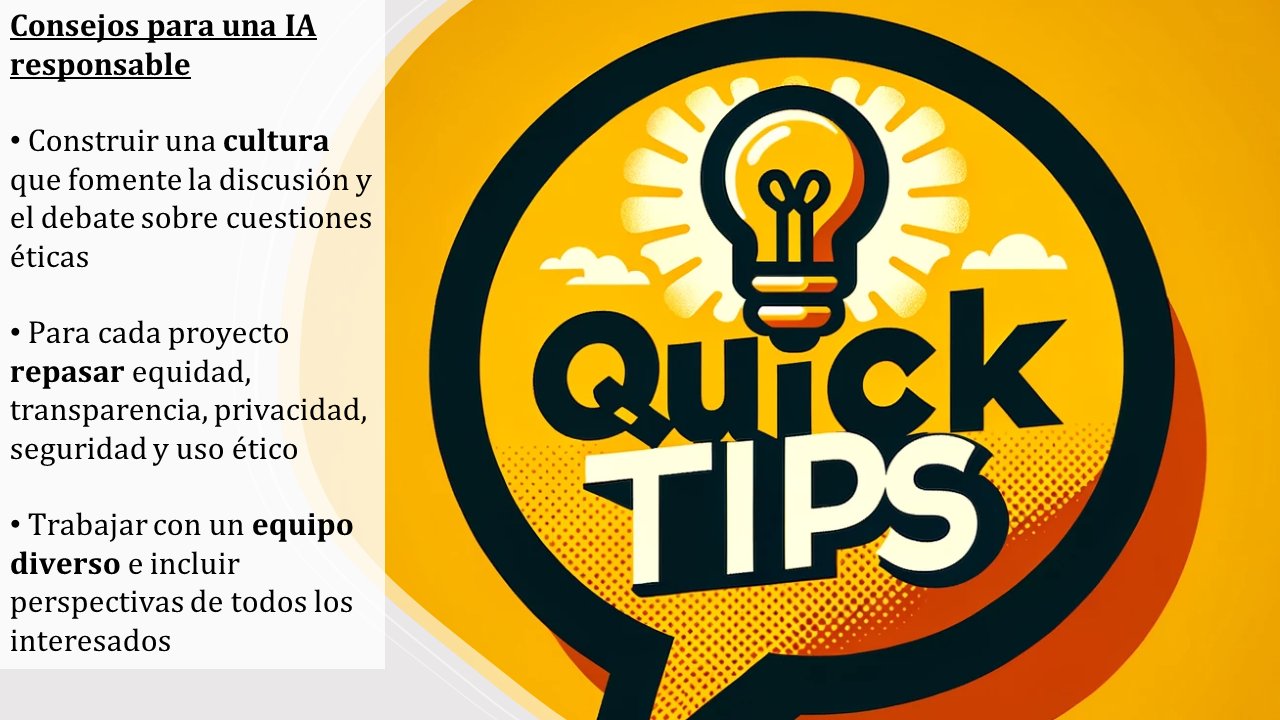 Consejos para una IA
responsable
• Construir una cultura
que fomente la discusión y
el debate sobre cuestiones
éticas
• Para cada proyecto
repasar equidad,
transparencia, privacidad,
seguridad y uso ético
• Trabajar con un equipo
diverso e incluir
perspectivas de todos los
interesados
Quick
TIPS